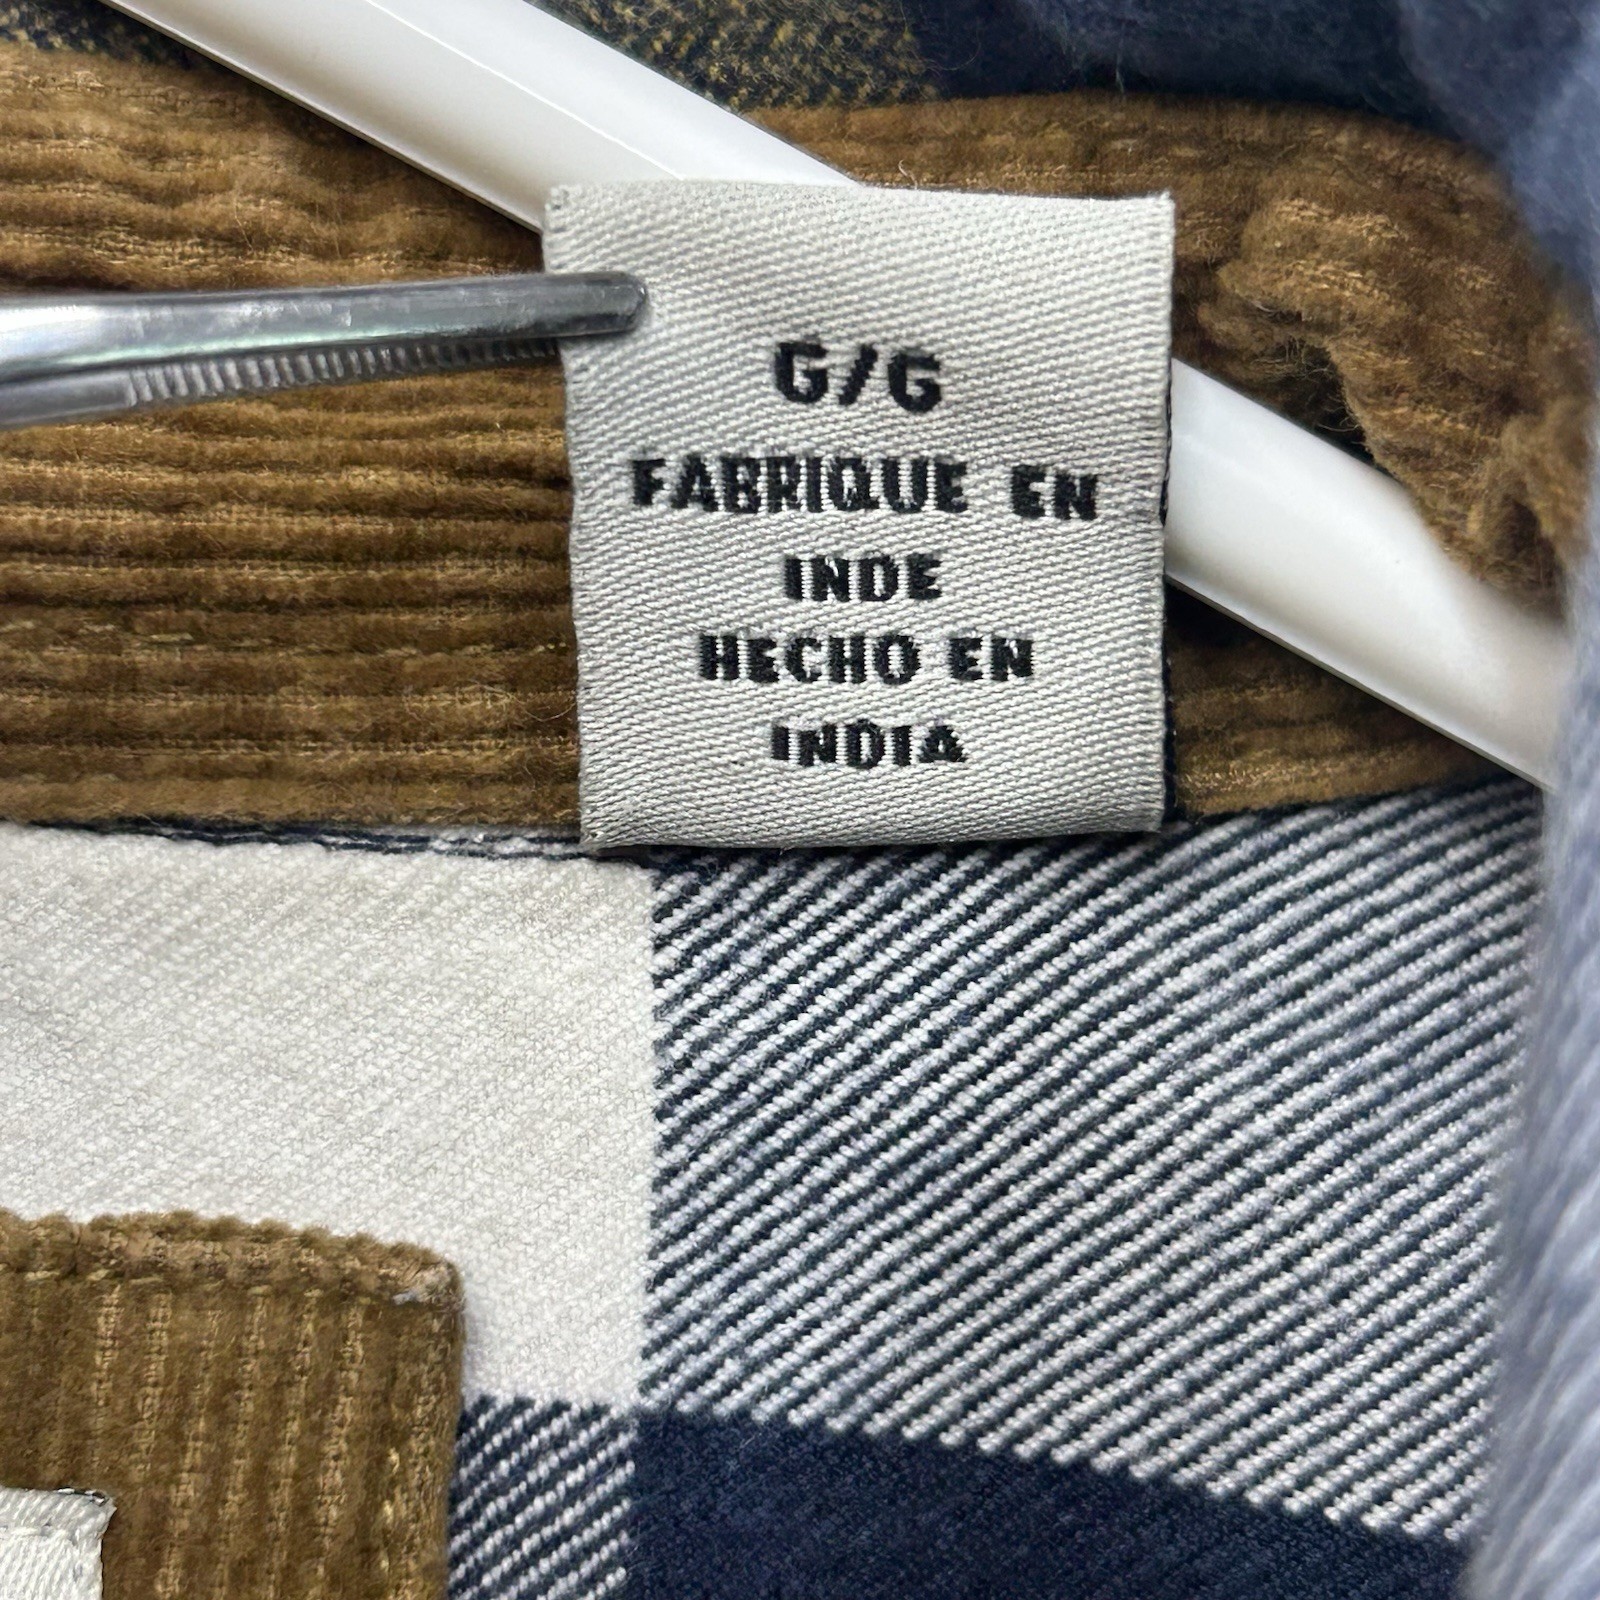 G/G
FABRIQUE EN
INDE
HECHO EN
INDIA